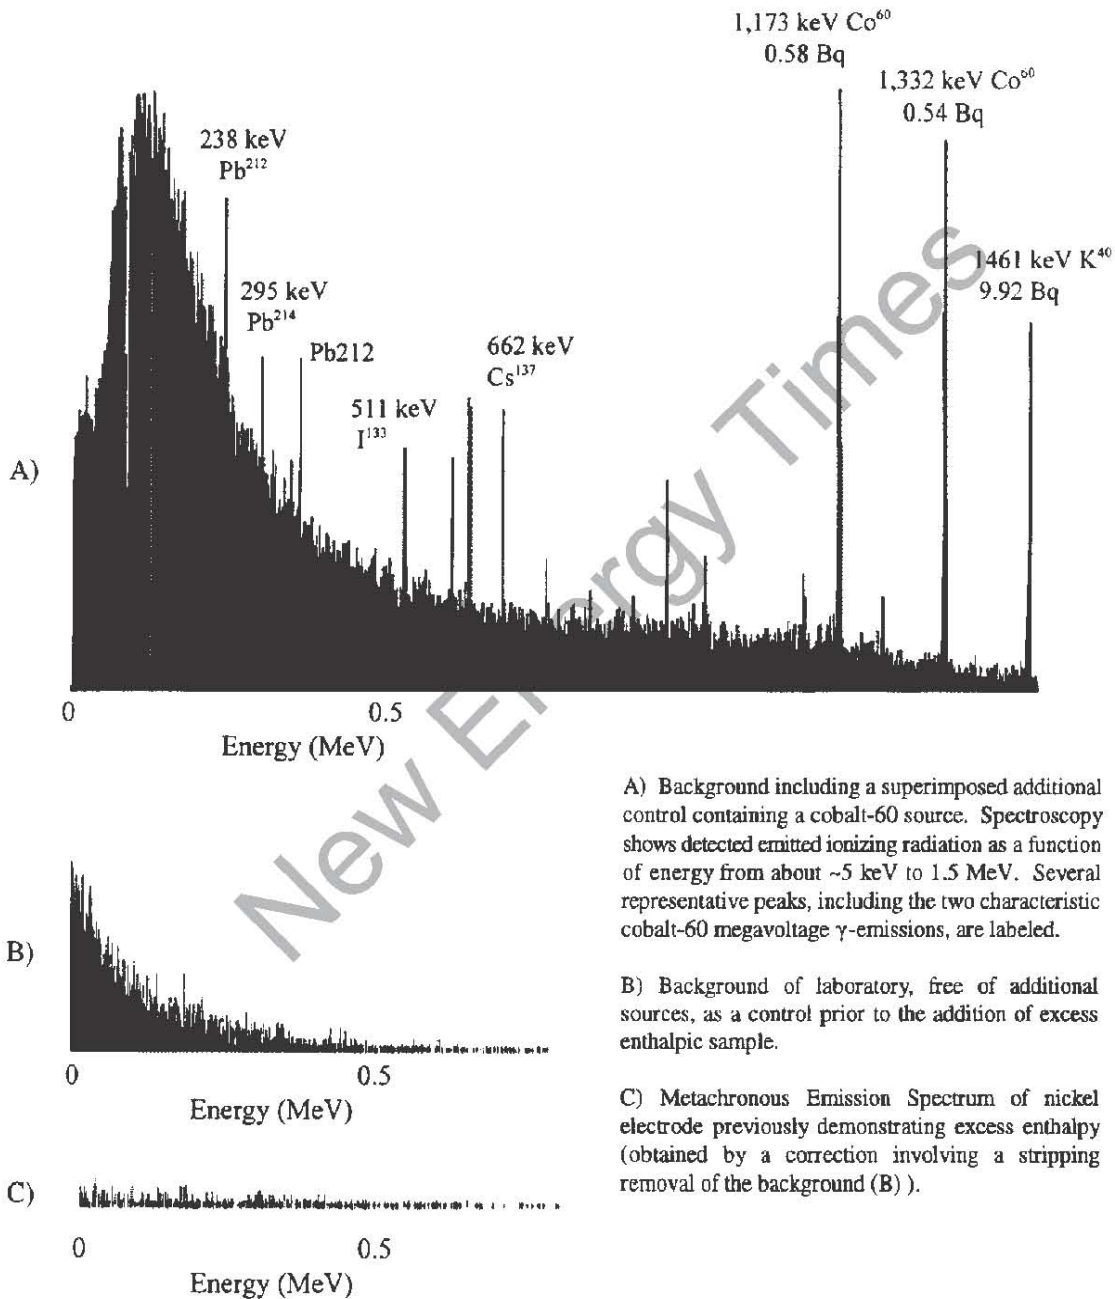 1,173 keV Co⁶⁰
0.58 Bq
1,332 keV Co⁶⁰
0.54 Bq
238 keV
Pb²¹²
1461 keV K⁴⁰
9.92 Bq
295 keV
Pb²¹⁴
Pb212
662 keV
Cs¹³⁷
511 keV
I¹³³
A)
0
0.5
Energy (MeV)
New Energy Times
A) Background including a superimposed additional
control containing a cobalt-60 source. Spectroscopy
shows detected emitted ionizing radiation as a function
of energy from about ~5 keV to 1.5 MeV. Several
representative peaks, including the two characteristic
cobalt-60 megavoltage γ-emissions, are labeled.
B)
0
0.5
Energy (MeV)
B) Background of laboratory, free of additional
sources, as a control prior to the addition of excess
enthalpic sample.
C) Metachronous Emission Spectrum of nickel
electrode previously demonstrating excess enthalpy
(obtained by a correction involving a stripping
removal of the background (B) ).
C)
0
0.5
Energy (MeV)